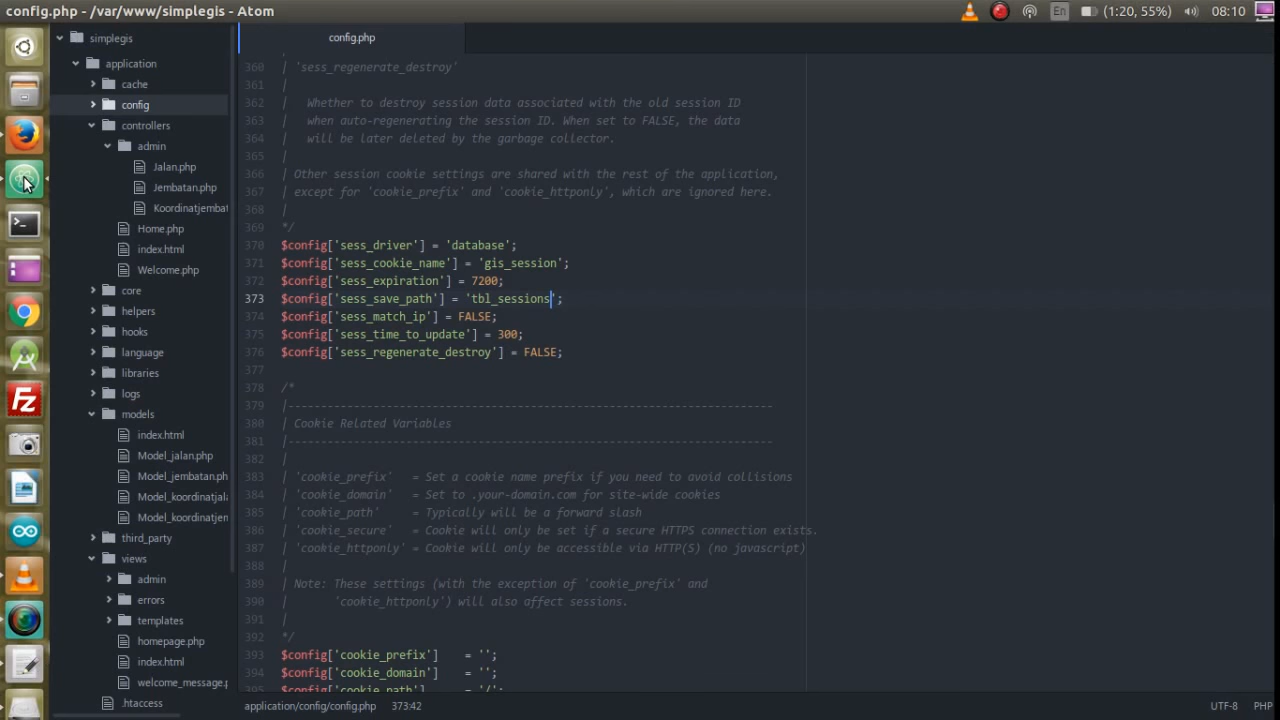 config.php - /var/www/simplegis - Atom
En
(1:20, 55%)
08:10
simplegis
application
cache
config
controllers
admin
Jalan.php
Jembatan.php
Koordinatjembat
Home.php
index.html
Welcome.php
core
helpers
hooks
language
libraries
logs
models
index.html
Model_jalan.php
Model_jembatan.ph
Model_koordinatjala
Model_koordinatjen
third_party
views
admin
errors
templates
homepage.php
index.html
welcome_message.p
.htaccess
config.php
360 | 'sess_regenerate_destroy'
361 |
362 | Whether to destroy session data associated with the old session ID
363 | when auto-regenerating the session ID. When set to FALSE, the data
364 | will be later deleted by the garbage collector.
365 |
366 | Other session cookie settings are shared with the rest of the application,
367 | except for 'cookie_prefix' and 'cookie_httponly', which are ignored here.
368 |
369 */
370 $config['sess_driver'] = 'database';
371 $config['sess_cookie_name'] = 'gis_session';
372 $config['sess_expiration'] = 7200;
373 $config['sess_save_path'] = 'tbl_sessions';
374 $config['sess_match_ip'] = FALSE;
375 $config['sess_time_to_update'] = 300;
376 $config['sess_regenerate_destroy'] = FALSE;
377
378 /*
379 |--------------------------------------------------------------------------
380 | Cookie Related Variables
381 |--------------------------------------------------------------------------
382 |
383 | 'cookie_prefix' = Set a cookie name prefix if you need to avoid collisions
384 | 'cookie_domain' = Set to .your-domain.com for site-wide cookies
385 | 'cookie_path' = Typically will be a forward slash
386 | 'cookie_secure' = Cookie will only be set if a secure HTTPS connection exists.
387 | 'cookie_httponly' = Cookie will only be accessible via HTTP(S) (no javascript)
388 |
389 | Note: These settings (with the exception of 'cookie_prefix' and
390 | 'cookie_httponly') will also affect sessions.
391 |
392 */
393 $config['cookie_prefix'] = '';
394 $config['cookie_domain'] = '';
395 $config['cookie_path'] = '/';
application/config/config.php 373:42
UTF-8 PHP